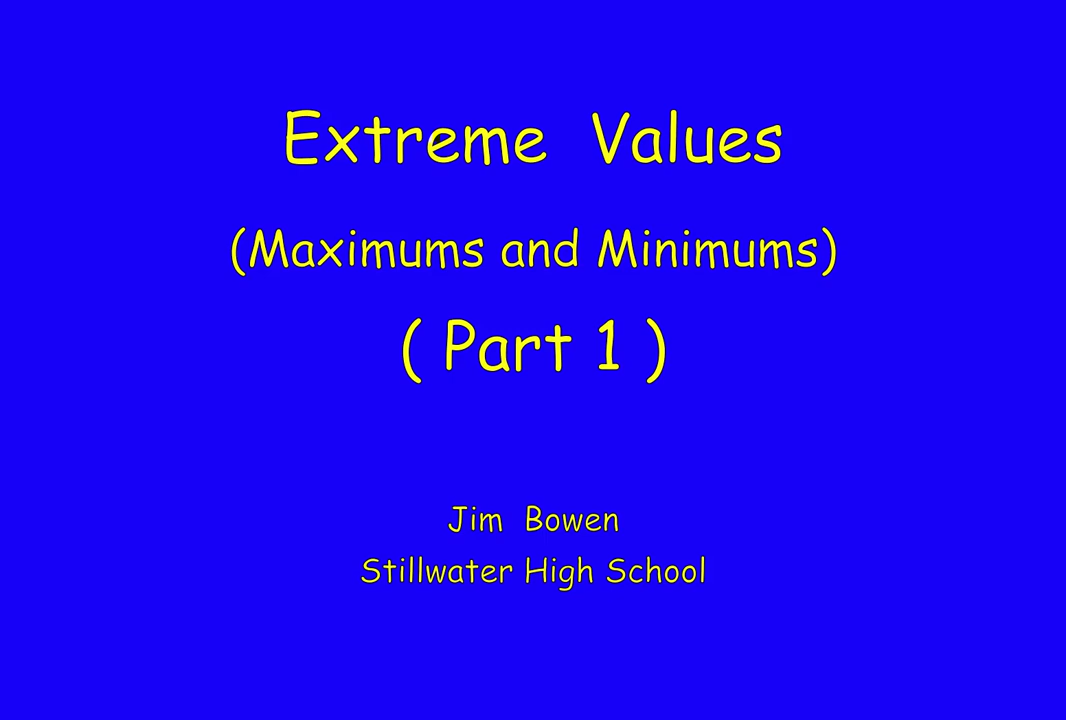 Extreme Values
(Maximums and Minimums)
( Part 1 )
Jim Bowen
Stillwater High School